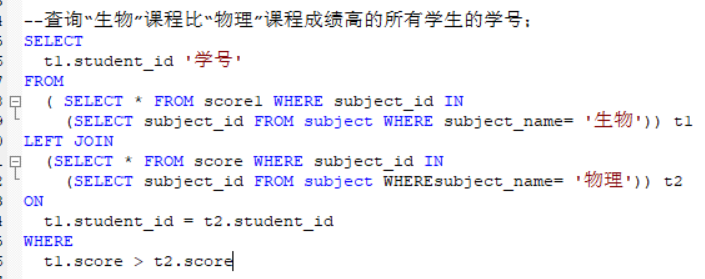 --查询“生物”课程比“物理”课程成绩高的所有学生的学号;
SELECT
t1.student_id '学号'
FROM
( SELECT * FROM score1 WHERE subject_id IN
(SELECT subject_id FROM subject WHERE subject_name= '生物')) t1
LEFT JOIN
(SELECT * FROM score WHERE subject_id IN
(SELECT subject_id FROM subject WHEREsubject_name= '物理')) t2
ON
t1.student_id = t2.student_id
WHERE
t1.score > t2.score